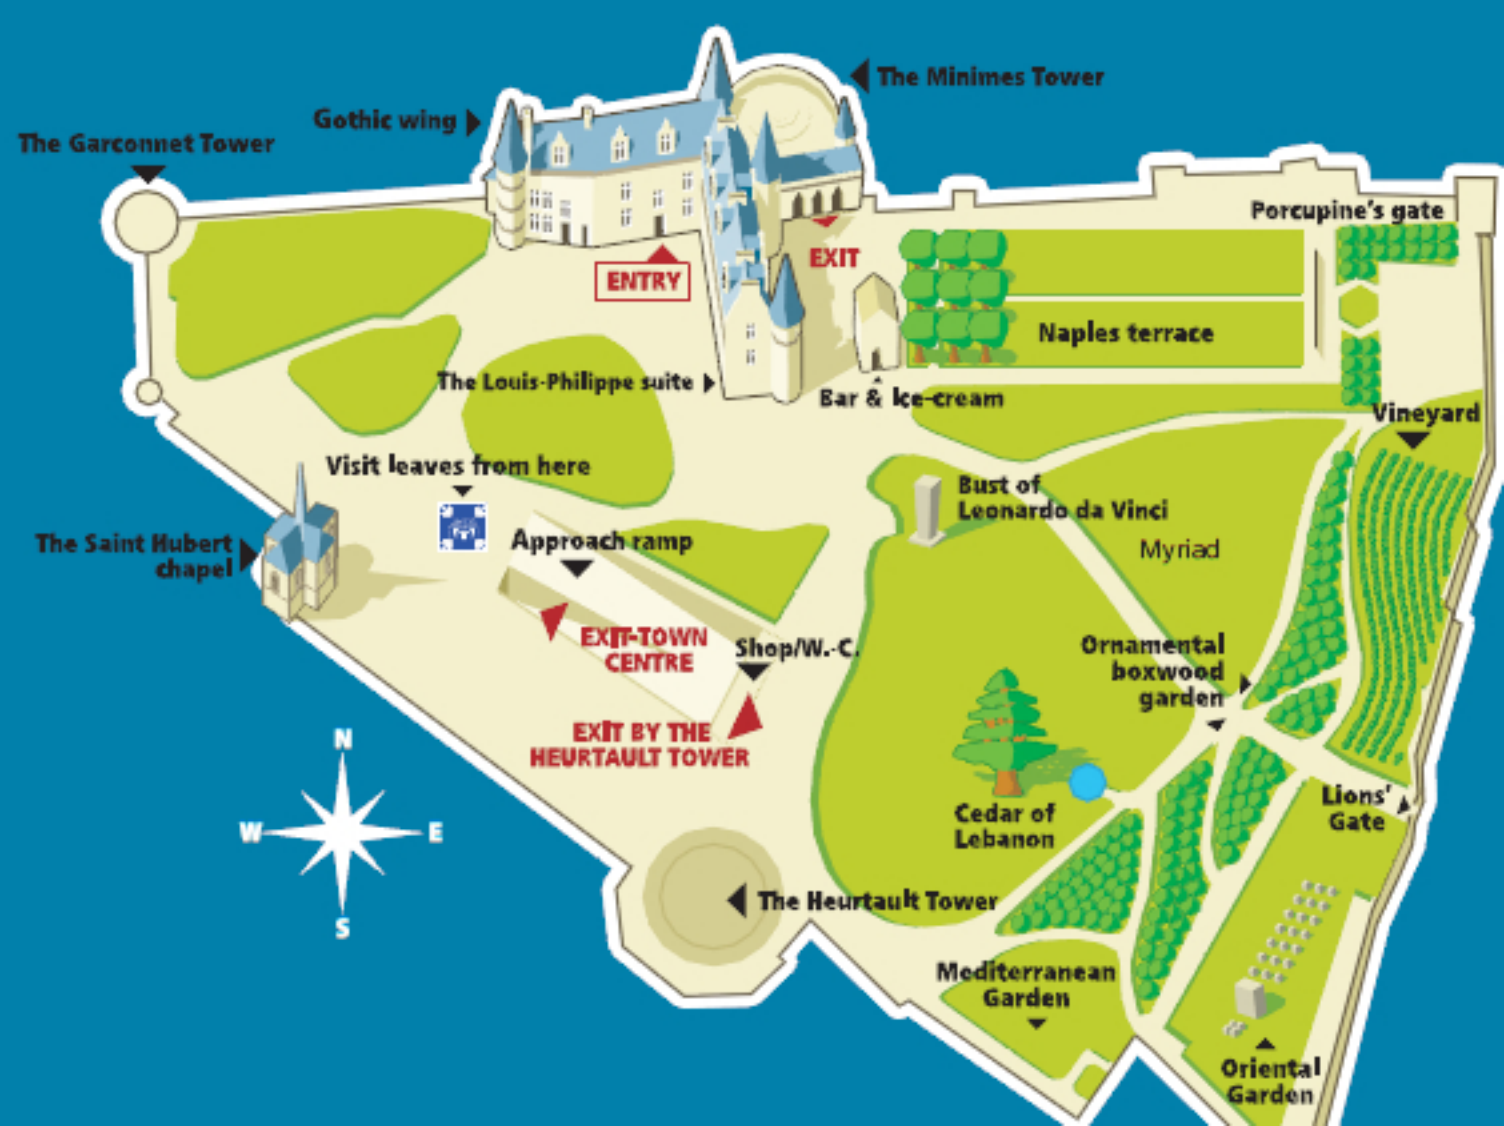 The Minimes Tower
Gothic wing
The Garconnet Tower
Porcupine's gate
EXIT
ENTRY
Naples terrace
The Louis-Philippe suite
Bar & Ice-cream
Vineyard
Visit leaves from here
Bust of
Leonardo da Vinci
The Saint Hubert
chapel
Approach ramp
Myriad
EXIT-TOWN
CENTRE
Shop/W.-C.
Ornamental
boxwood
garden
EXIT BY THE
HEURTAULT TOWER
N
W
E
S
Cedar of
Lebanon
Lions'
Gate
The Heurtault Tower
Mediterranean
Garden
Oriental
Garden